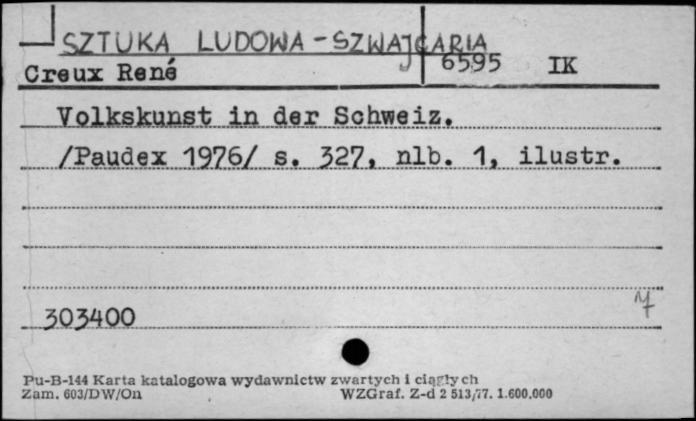 SZTUKA LUDOWA - SZWAJCARIA
Creux René 6595 IK
Volkskunst in der Schweiz.
/Paudex 1976/ s. 327, nlb. 1, ilustr.
303400
Pu-B-144 Karta katalogowa wydawnictw zwartych i ciągłych
Zam. 603/DW/On WZGraf. Z-d 2 513/77. 1.600.000